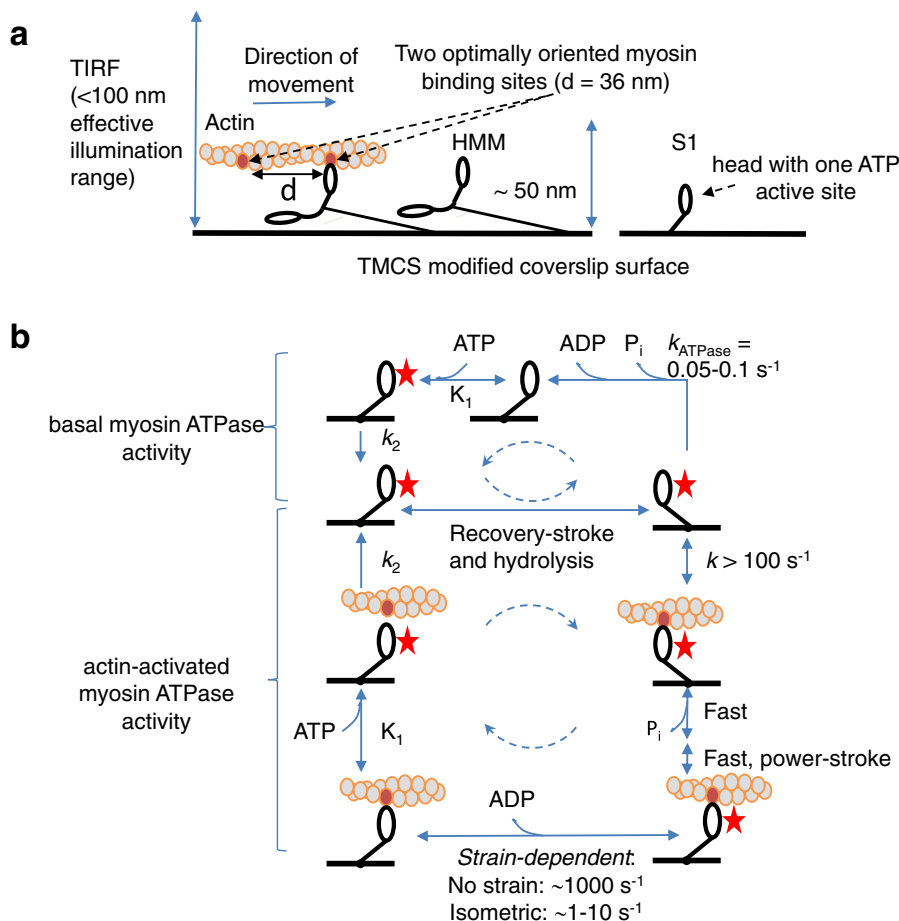 a
TIRF
(<100 nm
effective
illumination
range)
Direction of
movement
Two optimally oriented myosin
binding sites (d = 36 nm)
Actin
d
HMM
~ 50 nm
S1
head with one ATP
active site
TMCS modified coverslip surface
b
basal myosin ATPase
activity
ATP
K₁
ADP
Pᵢ
k_ATPase =
0.05-0.1 s⁻¹
k₂
Recovery-stroke
and hydrolysis
k₂
k > 100 s⁻¹
actin-activated
myosin ATPase
activity
ATP
K₁
Pᵢ
Fast
Fast, power-stroke
ADP
Strain-dependent:
No strain: ~1000 s⁻¹
Isometric: ~1-10 s⁻¹